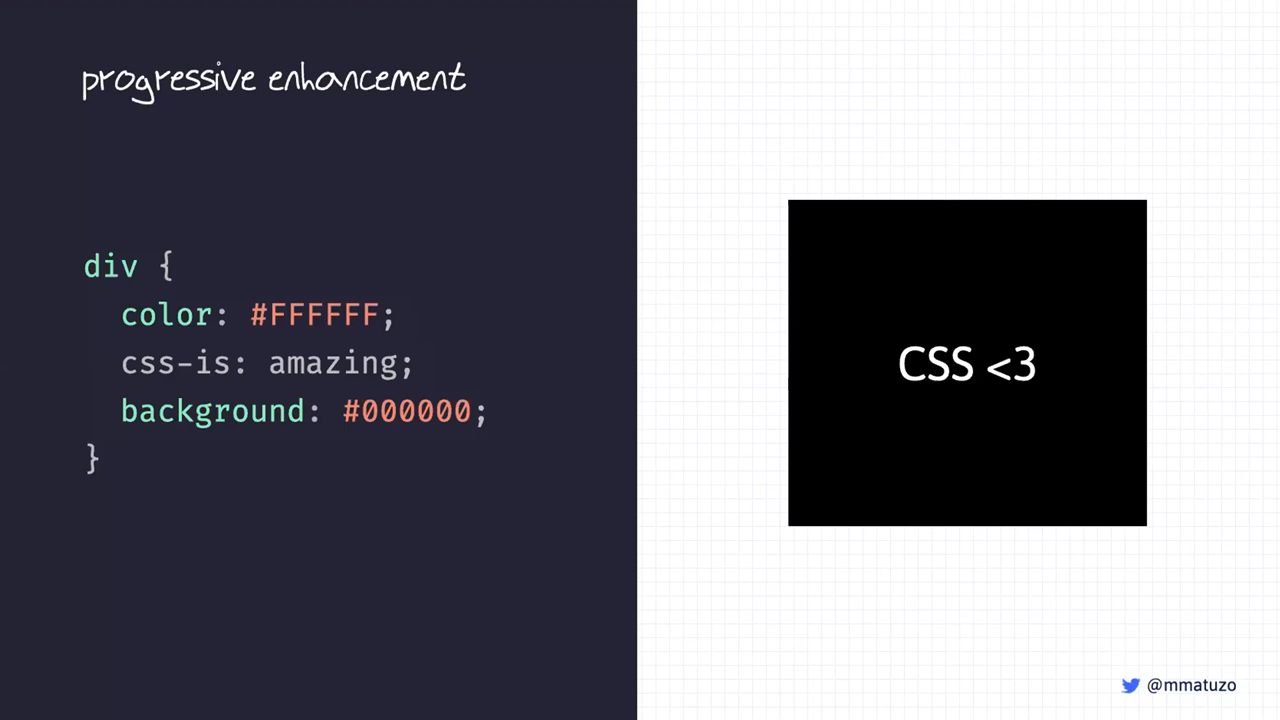 progressive enhancement
div {
  color: #FFFFFF;
  css-is: amazing;
  background: #000000;
}
CSS <3
@mmatuzo